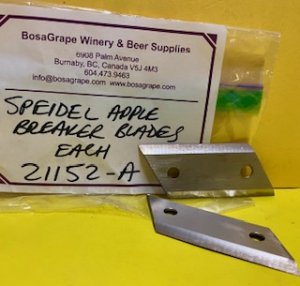 BosaGrape Winery & Beer Supplies
6908 Palm Avenue
Burnaby, BC, Canada V5J 4M3
604.473.9463
info@bosagrape.com www.bosagrape.com
SPEIDEL APPLE
BREAKER BLADES
EACH
21152-A